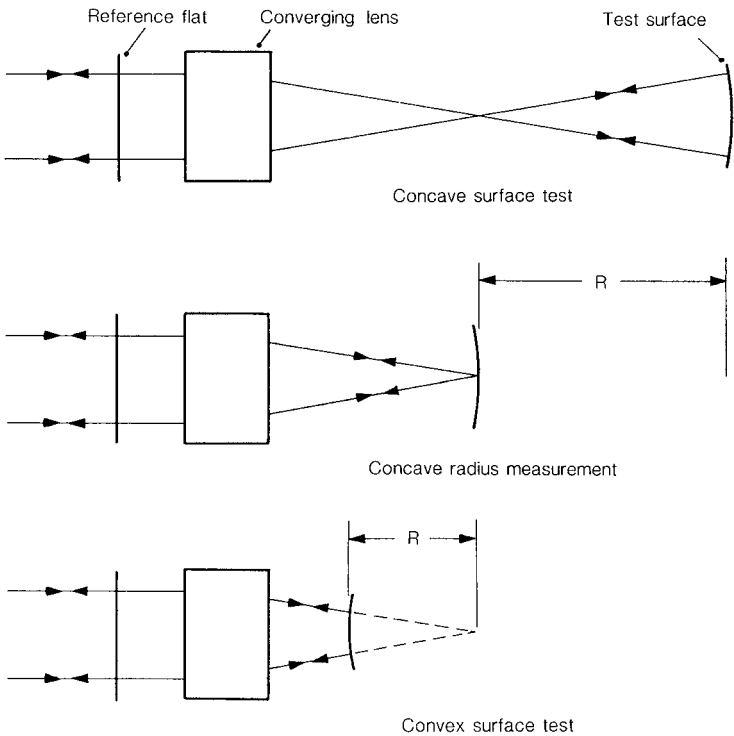 Reference flat
Converging lens
Test surface
Concave surface test
R
Concave radius measurement
R
Convex surface test